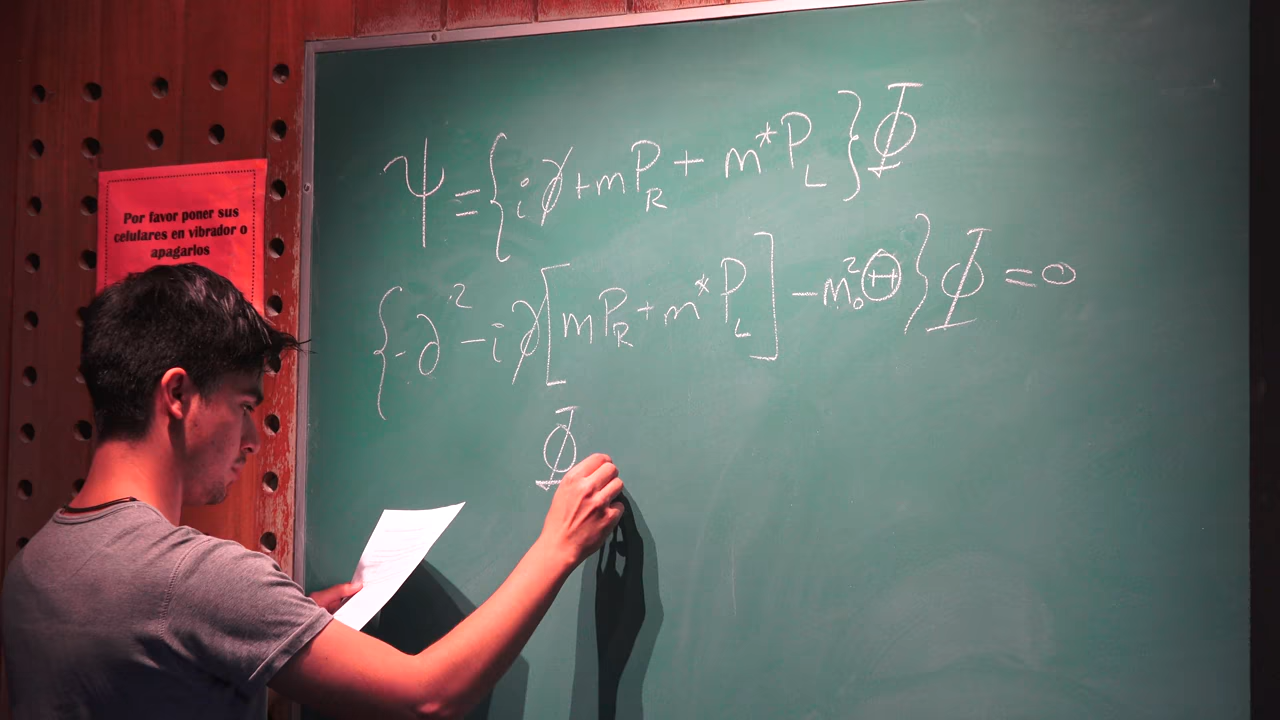 Por favor poner sus
celulares en vibrador o
apagarlos
Ψ = { i∂̸ + mP_R + m*P_L } Φ
{ -∂² - i∂̸ [ mP_R + m*P_L ] - m₀²Θ } Φ = 0
Φ